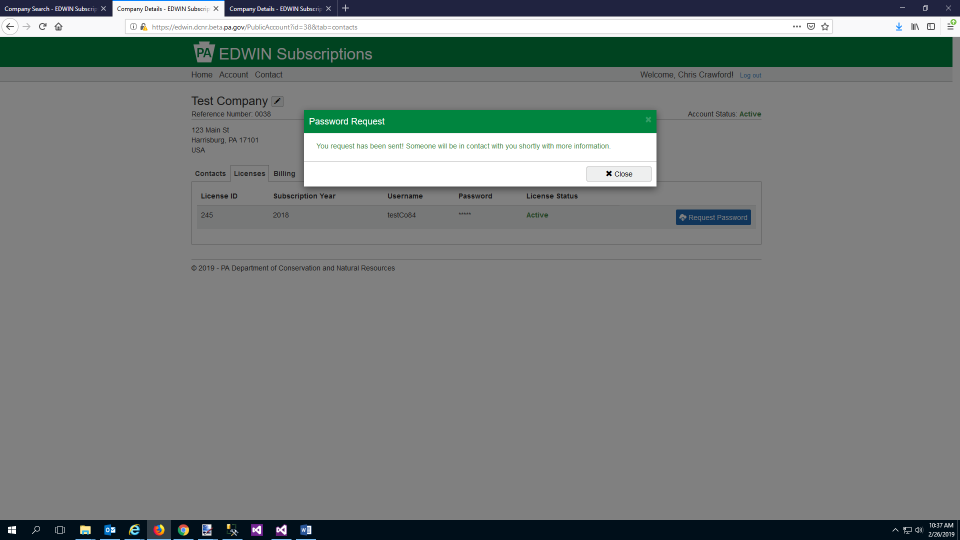 Company Search - EDWIN Subscrip
Company Details - EDWIN Subscrip
Company Details - EDWIN Subscrip
https://edwin.dcnr.beta.pa.gov/PublicAccount?id=38&tab=contacts
PA EDWIN Subscriptions
Home Account Contact
Welcome, Chris Crawford! Log out
Test Company
Reference Number: 0038
Account Status: Active
123 Main St
Harrisburg, PA 17101
USA
Password Request
You request has been sent! Someone will be in contact with you shortly with more information.
Close
Contacts Licenses Billing
License ID Subscription Year Username Password License Status
245 2018 testCo84 ***** Active Request Password
© 2019 - PA Department of Conservation and Natural Resources
10:37 AM
2/26/2019